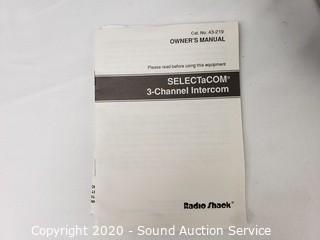 Cat. No. 43-219
OWNER'S MANUAL
Please read before using this equipment
SELECTaCOM®
3-Channel Intercom
Radio Shack
Copyright 2020 - Sound Auction Service